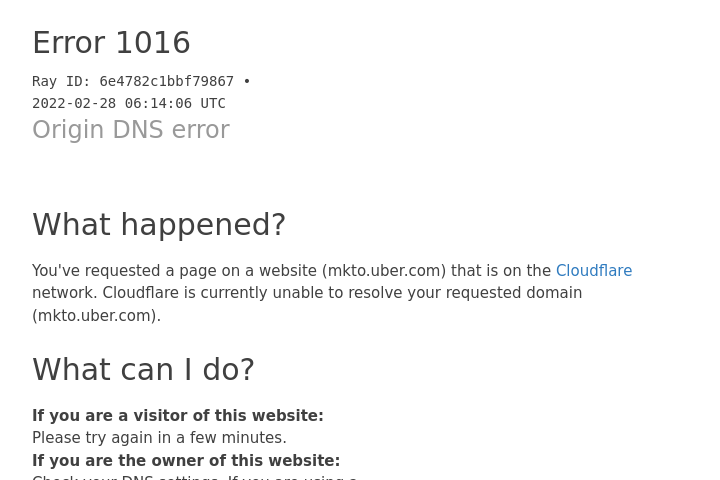 Error 1016
Ray ID: 6e4782c1bbf79867 •
2022-02-28 06:14:06 UTC
Origin DNS error
What happened?
You've requested a page on a website (mkto.uber.com) that is on the Cloudflare
network. Cloudflare is currently unable to resolve your requested domain
(mkto.uber.com).
What can I do?
If you are a visitor of this website:
Please try again in a few minutes.
If you are the owner of this website:
Check your DNS settings. If you are using a